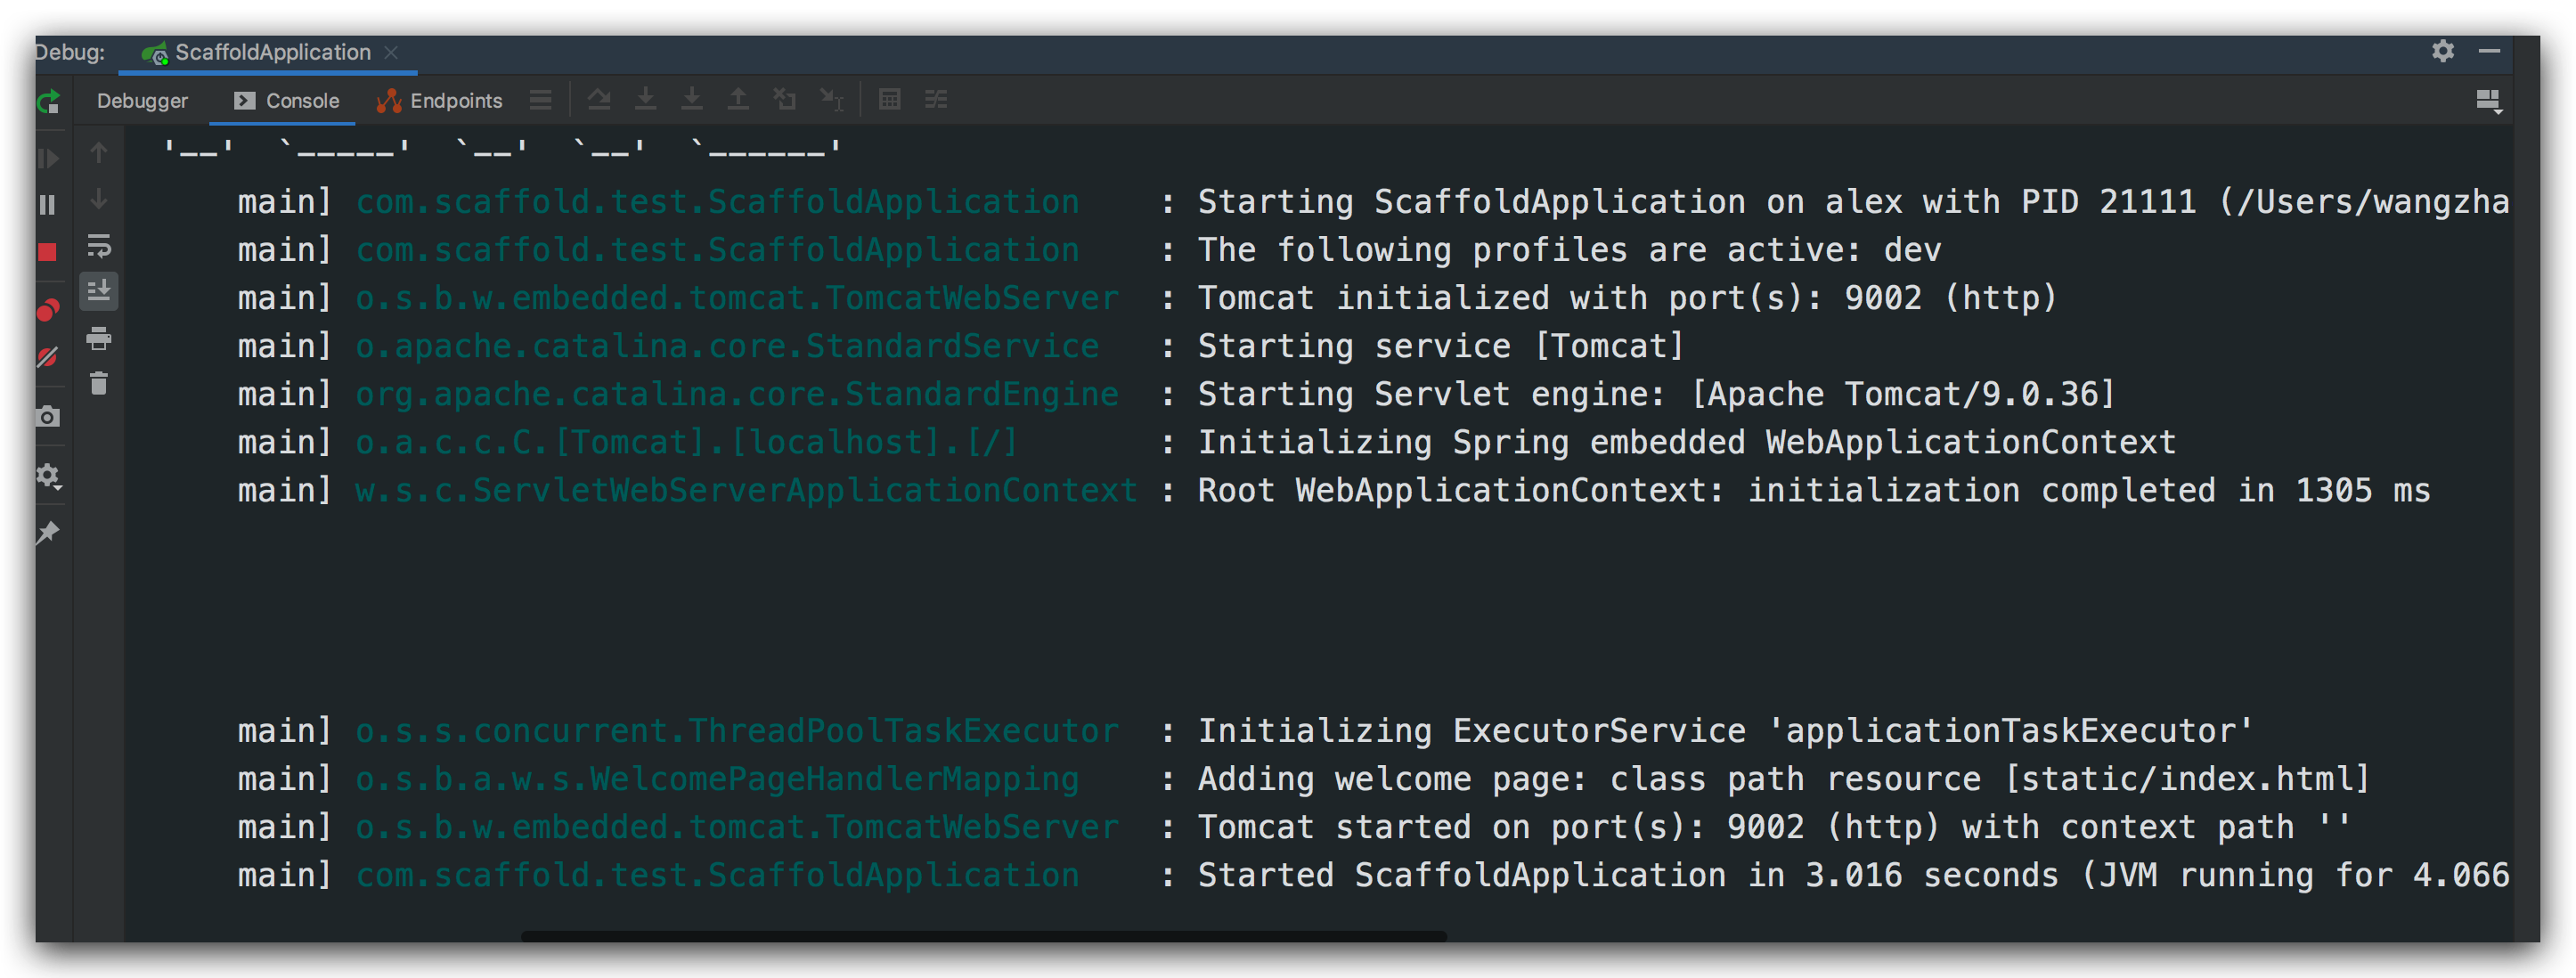 Debug: ScaffoldApplication
Debugger Console Endpoints
'--' `-----' `--' `--' `------'
main] com.scaffold.test.ScaffoldApplication : Starting ScaffoldApplication on alex with PID 21111 (/Users/wangzha
main] com.scaffold.test.ScaffoldApplication : The following profiles are active: dev
main] o.s.b.w.embedded.tomcat.TomcatWebServer : Tomcat initialized with port(s): 9002 (http)
main] o.apache.catalina.core.StandardService : Starting service [Tomcat]
main] org.apache.catalina.core.StandardEngine : Starting Servlet engine: [Apache Tomcat/9.0.36]
main] o.a.c.c.C.[Tomcat].[localhost].[/] : Initializing Spring embedded WebApplicationContext
main] w.s.c.ServletWebServerApplicationContext : Root WebApplicationContext: initialization completed in 1305 ms
main] o.s.s.concurrent.ThreadPoolTaskExecutor : Initializing ExecutorService 'applicationTaskExecutor'
main] o.s.b.a.w.s.WelcomePageHandlerMapping : Adding welcome page: class path resource [static/index.html]
main] o.s.b.w.embedded.tomcat.TomcatWebServer : Tomcat started on port(s): 9002 (http) with context path ''
main] com.scaffold.test.ScaffoldApplication : Started ScaffoldApplication in 3.016 seconds (JVM running for 4.066